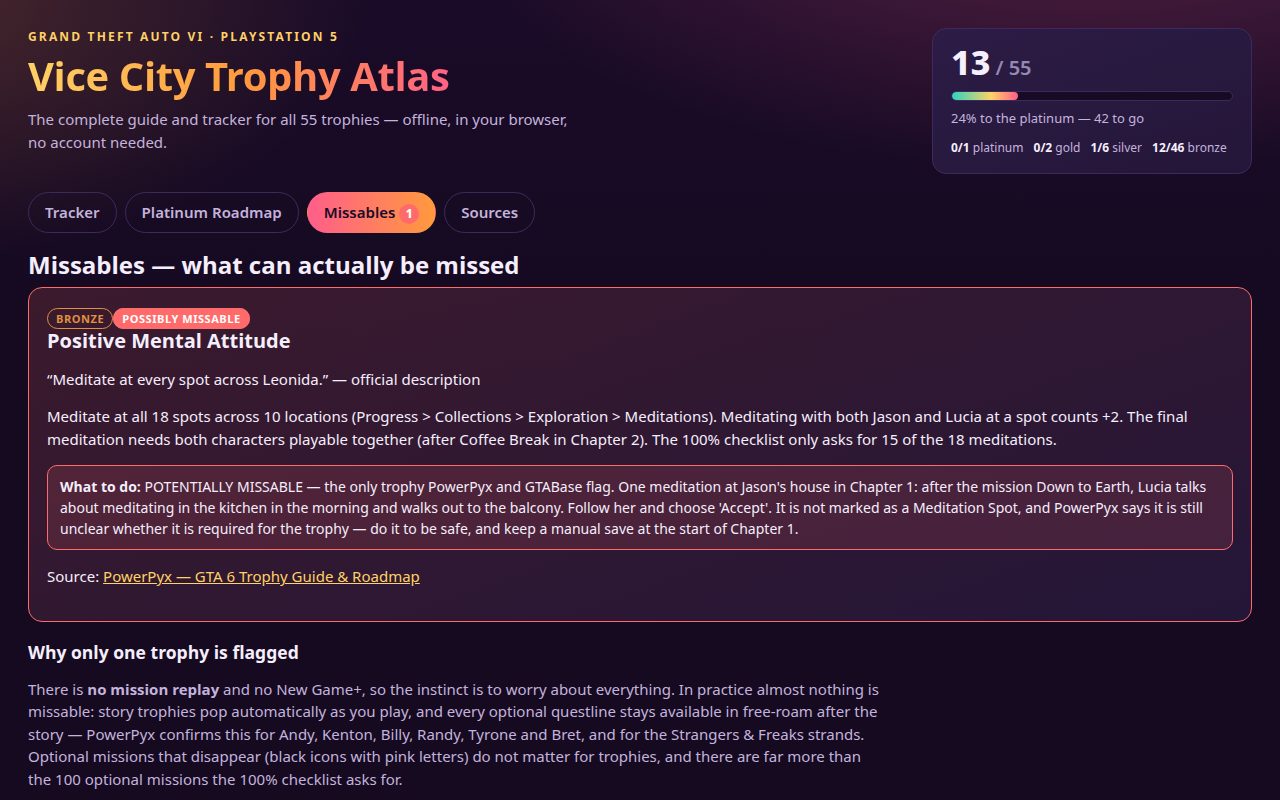 GRAND THEFT AUTO VI · PLAYSTATION 5
Vice City Trophy Atlas
The complete guide and tracker for all 55 trophies — offline, in your browser,
no account needed.
13 / 55
24% to the platinum — 42 to go
0/1 platinum 0/2 gold 1/6 silver 12/46 bronze
Tracker Platinum Roadmap Missables 1 Sources
Missables — what can actually be missed
BRONZE POSSIBLY MISSABLE
Positive Mental Attitude
“Meditate at every spot across Leonida.” — official description
Meditate at all 18 spots across 10 locations (Progress > Collections > Exploration > Meditations). Meditating with both Jason and Lucia at a spot counts +2. The final
meditation needs both characters playable together (after Coffee Break in Chapter 2). The 100% checklist only asks for 15 of the 18 meditations.
What to do: POTENTIALLY MISSABLE — the only trophy PowerPyx and GTABase flag. One meditation at Jason's house in Chapter 1: after the mission Down to Earth, Lucia talks
about meditating in the kitchen in the morning and walks out to the balcony. Follow her and choose 'Accept'. It is not marked as a Meditation Spot, and PowerPyx says it is still
unclear whether it is required for the trophy — do it to be safe, and keep a manual save at the start of Chapter 1.
Source: PowerPyx — GTA 6 Trophy Guide & Roadmap
Why only one trophy is flagged
There is no mission replay and no New Game+, so the instinct is to worry about everything. In practice almost nothing is
missable: story trophies pop automatically as you play, and every optional questline stays available in free-roam after the
story — PowerPyx confirms this for Andy, Kenton, Billy, Randy, Tyrone and Bret, and for the Strangers & Freaks strands.
Optional missions that disappear (black icons with pink letters) do not matter for trophies, and there are far more than
the 100 optional missions the 100% checklist asks for.